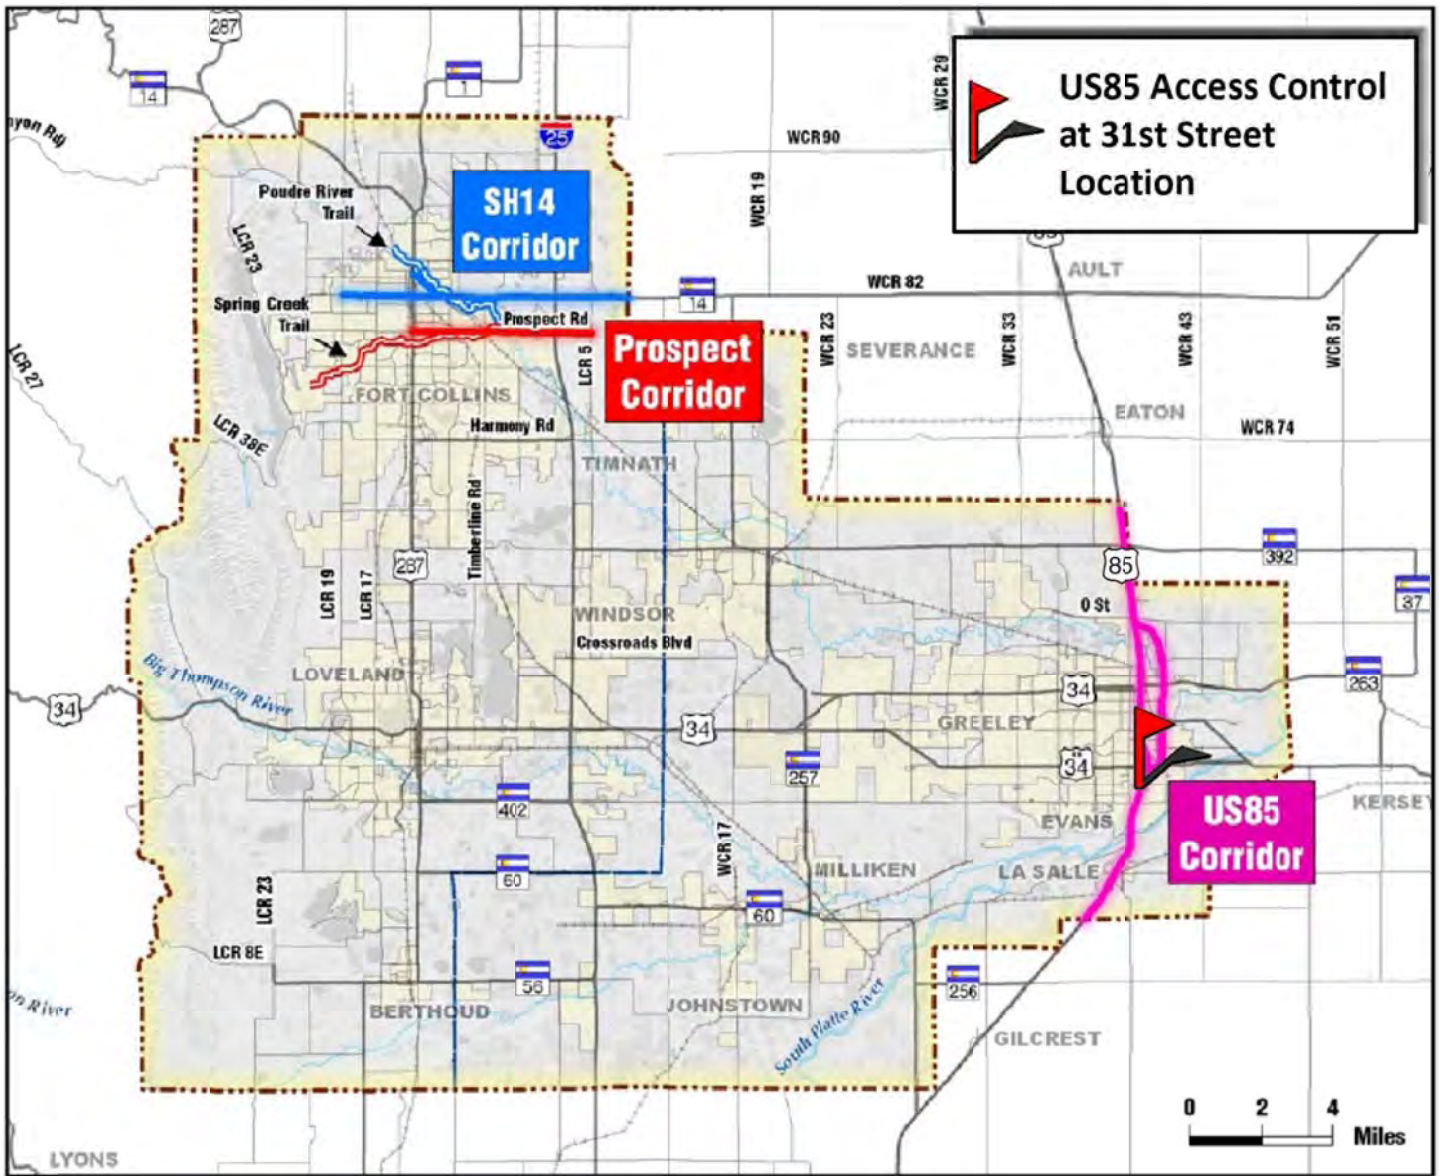 287
14
1
25
WCR 90
WCR 29
US85 Access Control
at 31st Street
Location
yon Rd
Poudre River
Trail
SH14
Corridor
WCR 19
LCR 23
AULT
WCR 82
14
Spring Creek
Trail
Prospect Rd
Prospect
Corridor
LCR 5
WCR 23
SEVERANCE
WCR 33
WCR 43
WCR 51
LCR 27
FORT COLLINS
EATON
LCR 38E
Harmony Rd
WCR 74
TIMNATH
Timberline Rd
287
85
392
LCR 19
LCR 17
37
WINDSOR
O St
Crossroads Blvd
Big Thompson River
LOVELAND
263
34
34
34
GREELEY
257
34
402
EVANS
KERSEY
US85
Corridor
WCR 17
60
MILLIKEN
LA SALLE
LCR 23
60
LCR 8E
56
256
on River
BERTHOUD
JOHNSTOWN
South Platte River
GILCREST
0 2 4
Miles
LYONS